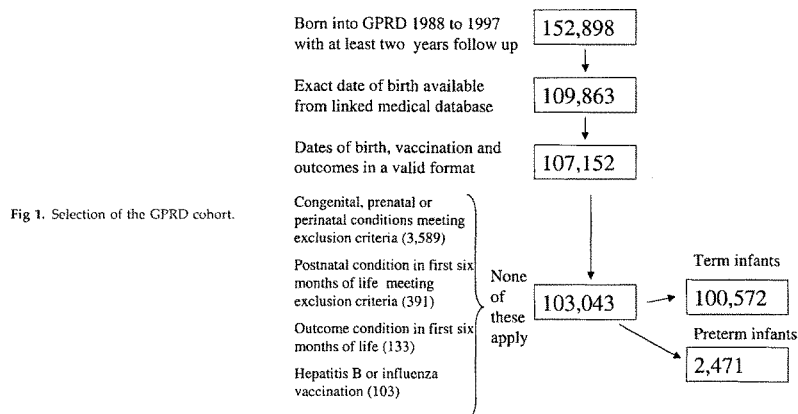 Born into GPRD 1988 to 1997
with at least two years follow up
152,898
Exact date of birth available
from linked medical database
109,863
Dates of birth, vaccination and
outcomes in a valid format
107,152
Fig 1. Selection of the GPRD cohort.
Congenital, prenatal or
perinatal conditions meeting
exclusion criteria (3,589)
Postnatal condition in first six
months of life meeting
exclusion criteria (391)
Outcome condition in first six
months of life (133)
Hepatitis B or influenza
vaccination (103)
None
of
these
apply
103,043
Term infants
100,572
Preterm infants
2,471